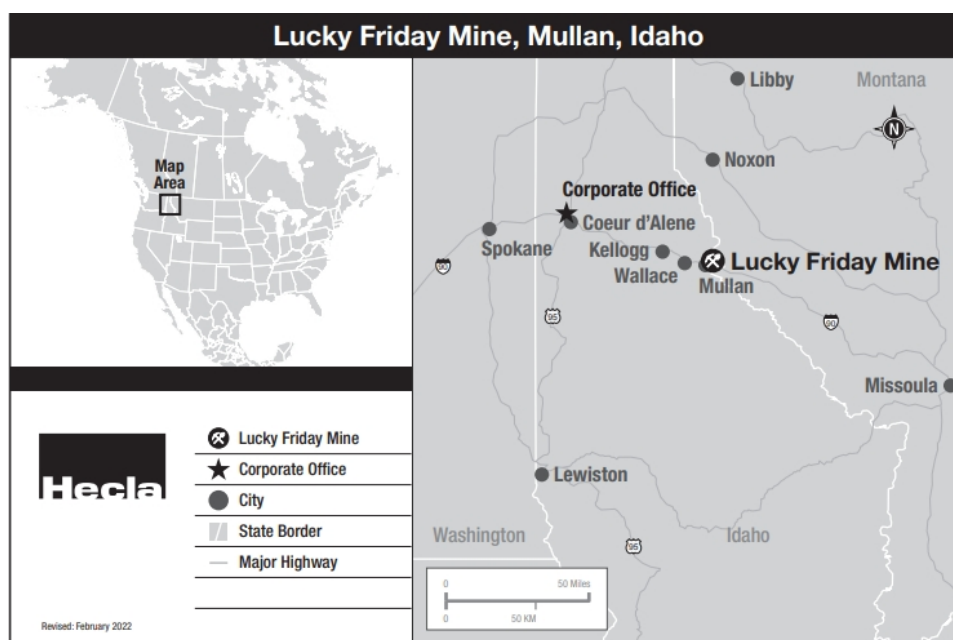 Lucky Friday Mine, Mullan, Idaho
Map
Area
Hecla
Lucky Friday Mine
Corporate Office
City
State Border
Major Highway
Revised: February 2022
Libby
Montana
N
Noxon
Corporate Office
Coeur d'Alene
Spokane
Kellogg
Lucky Friday Mine
Wallace
Mullan
90
95
90
Missoula
Lewiston
Washington
Idaho
95
0
50 Miles
0
50 KM